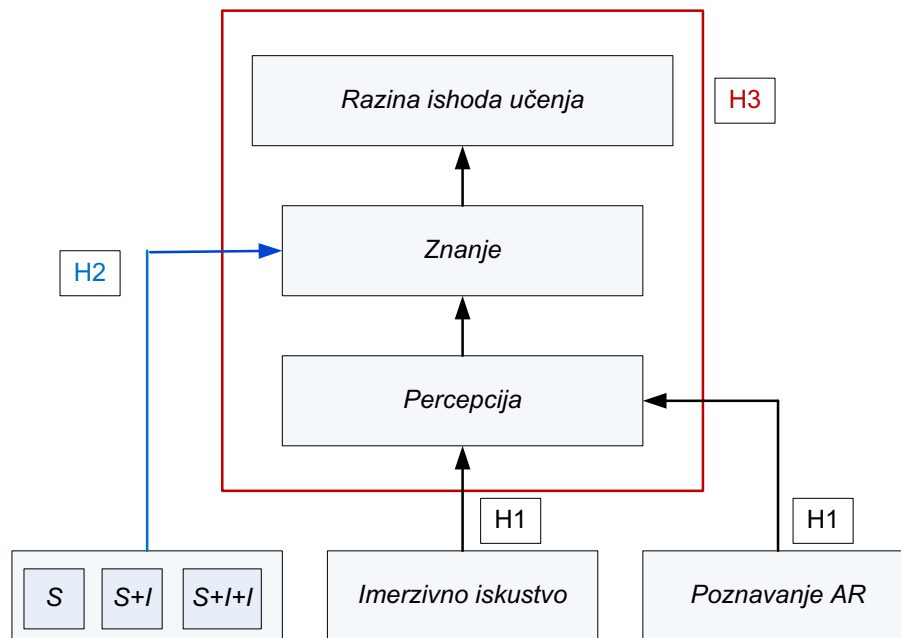 Razina ishoda učenja
H3
Znanje
H2
Percepcija
H1
H1
S
S+I
S+I+I
Imerzivno iskustvo
Poznavanje AR